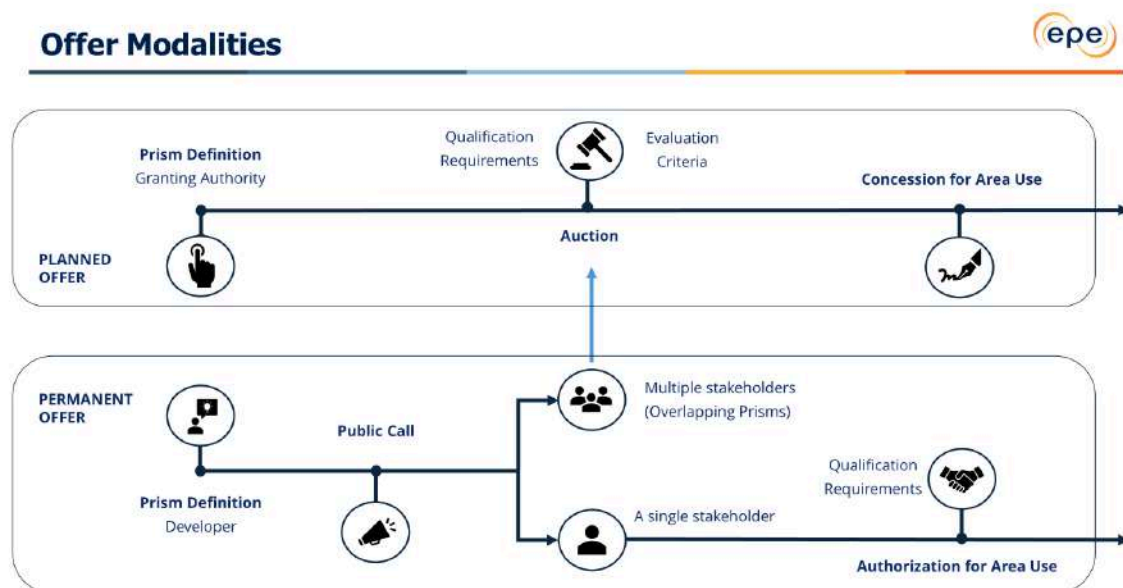 Offer Modalities
epe
Qualification
Requirements
Evaluation
Criteria
Prism Definition
Granting Authority
Concession for Area Use
Auction
PLANNED
OFFER
PERMANENT
OFFER
Multiple stakeholders
(Overlapping Prisms)
Public Call
Qualification
Requirements
Prism Definition
Developer
A single stakeholder
Authorization for Area Use